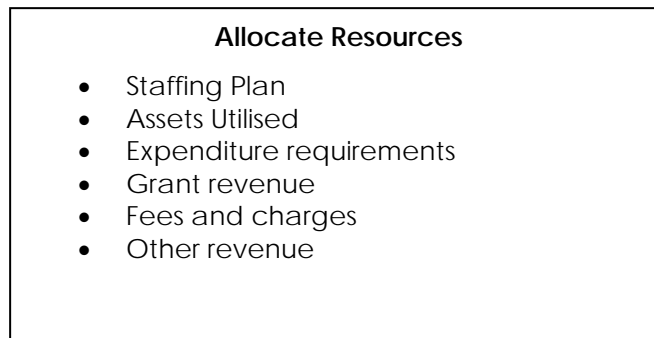 Allocate Resources
• Staffing Plan
• Assets Utilised
• Expenditure requirements
• Grant revenue
• Fees and charges
• Other revenue